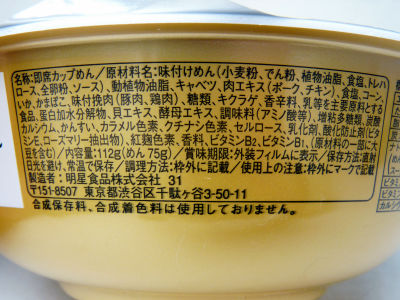 名称:即席カップめん/原材料名:味付けめん(小麦粉、でん粉、植物油脂、食塩、トレハ
ロース、全卵粉、ソース)、動植物油脂、キャベツ、肉エキス(ポーク、チキン)、食塩、コーン、
いか、かまぼこ、味付挽肉(豚肉、鶏肉)、糖類、キクラゲ、香辛料、乳等を主要原料とする
食品、蛋白加水分解物、貝エキス、酵母エキス、調味料(アミノ酸等)、増粘多糖類、炭酸
カルシウム、かんすい、カラメル色素、クチナシ色素、セルロース、乳化剤、酸化防止剤(ビタ
ミンE、ローズマリー抽出物)、紅麹色素、香料、ビタミンB2、ビタミンB1、(原材料の一部に大
豆を含む)/内容量:112g(めん75g)/賞味期限:外装フィルムに表示/保存方法:直射
日光を避け、常温で保存/調理方法:枠外に記載/使用上の注意:枠外にマークで記載
製造者:明星食品株式会社 31
〒151-8507 東京都渋谷区千駄ヶ谷3-50-11
合成保存料、合成着色料は使用しておりません。